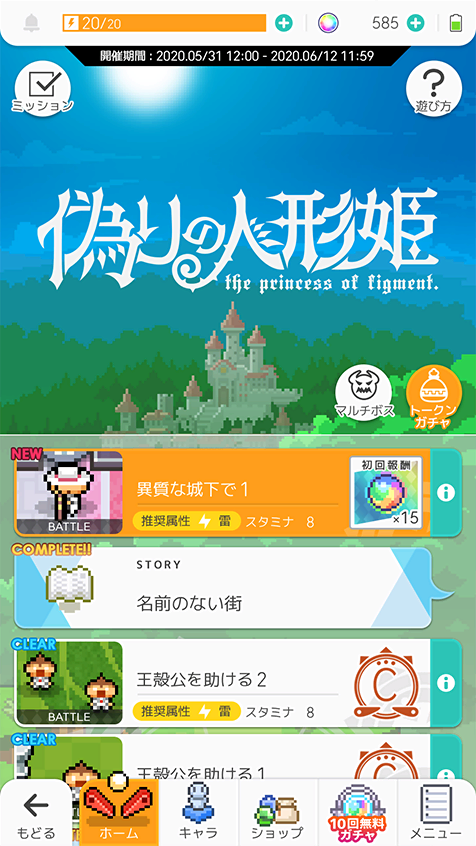 20/20
585
開催期間 : 2020.05/31 12:00 - 2020.06/12 11:59
ミッション
遊び方
偽りの人形姫
the princess of figment.
マルチボス
トークン
ガチャ
NEW
異質な城下で1
初回報酬
×15
BATTLE
推奨属性 雷 スタミナ 8
COMPLETE!!
STORY
名前のない街
CLEAR
王殻公を助ける2
C
BATTLE
推奨属性 雷 スタミナ 8
CLEAR
王殻公を助ける1
もどる
ホーム
キャラ
ショップ
10回無料
ガチャ
メニュー